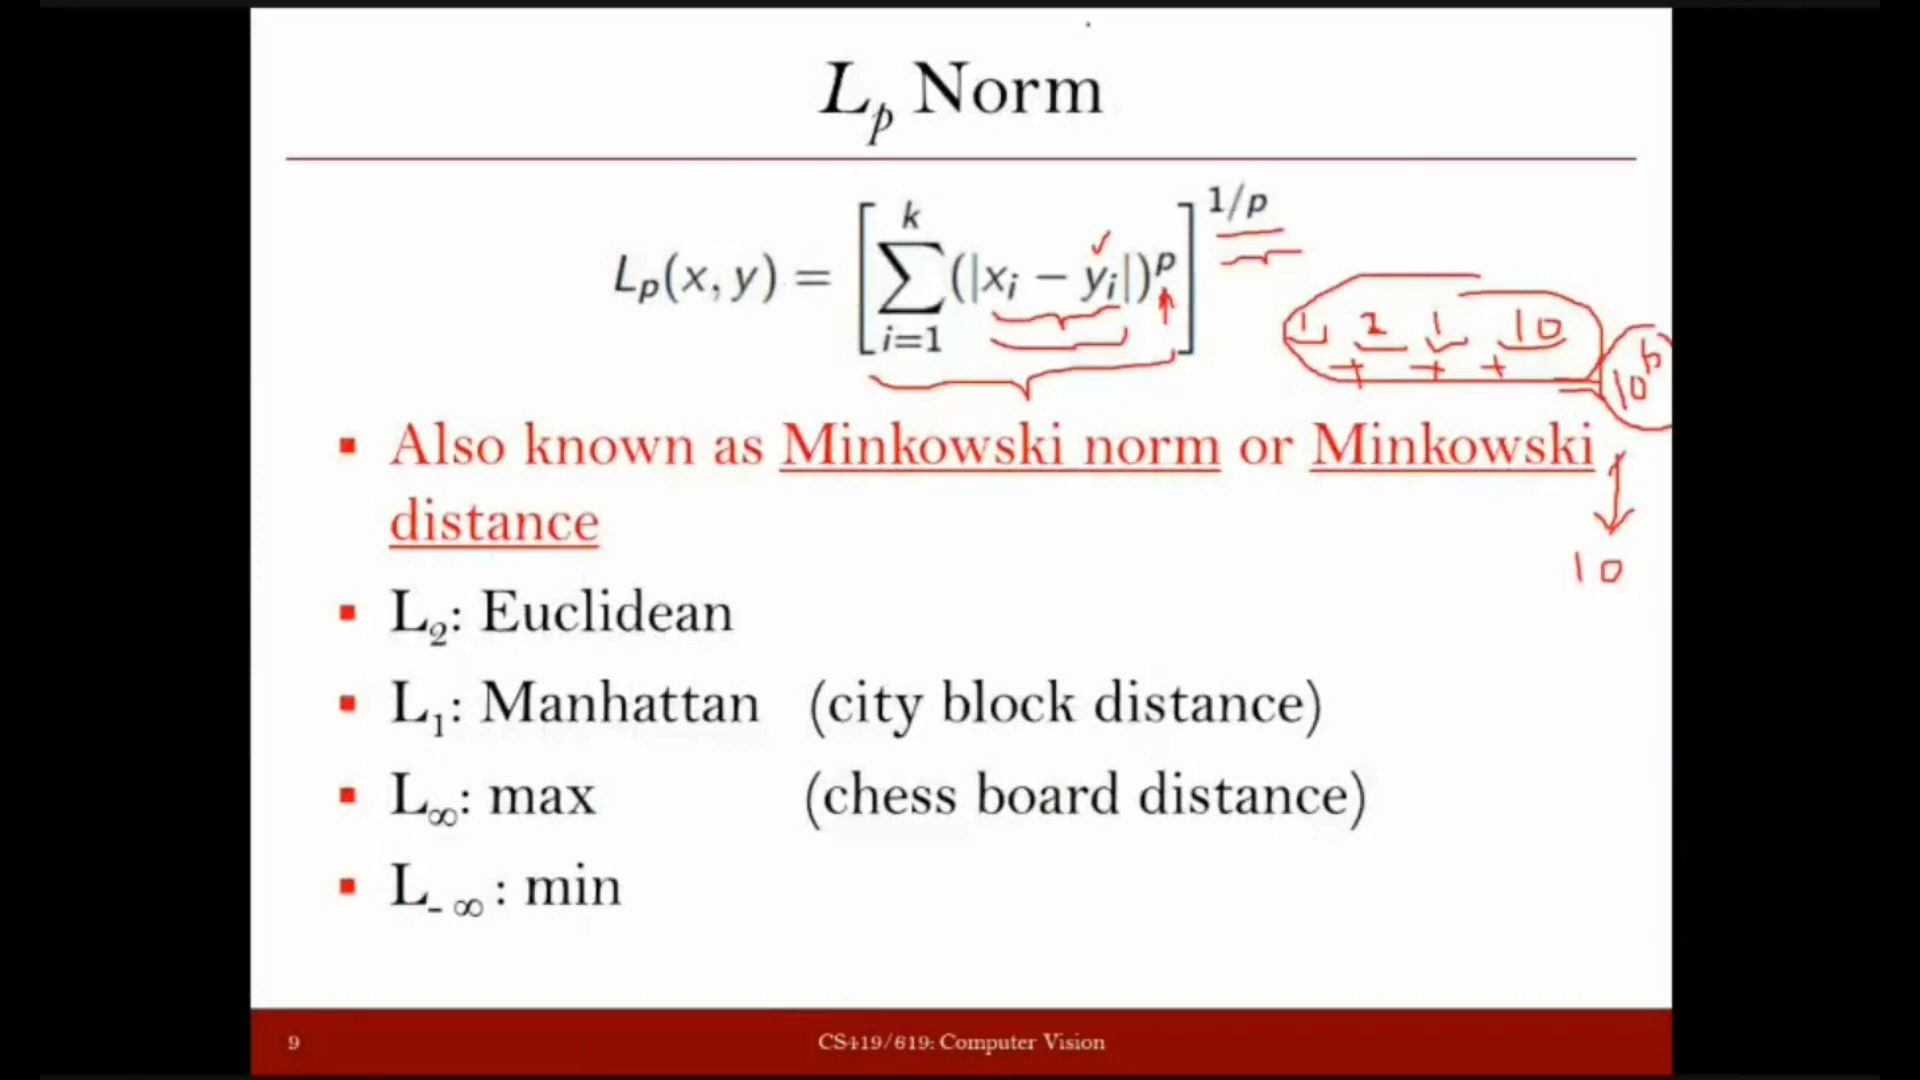 Lp Norm
Lp(x, y) = [ k ∑ i=1 (|xi − yi|)^p ]^1/p
1 2 1 10
+ + +
10^p
Also known as Minkowski norm or Minkowski
distance
10
L2: Euclidean
L1: Manhattan (city block distance)
L∞: max (chess board distance)
L-∞ : min
9 CS419/619: Computer Vision